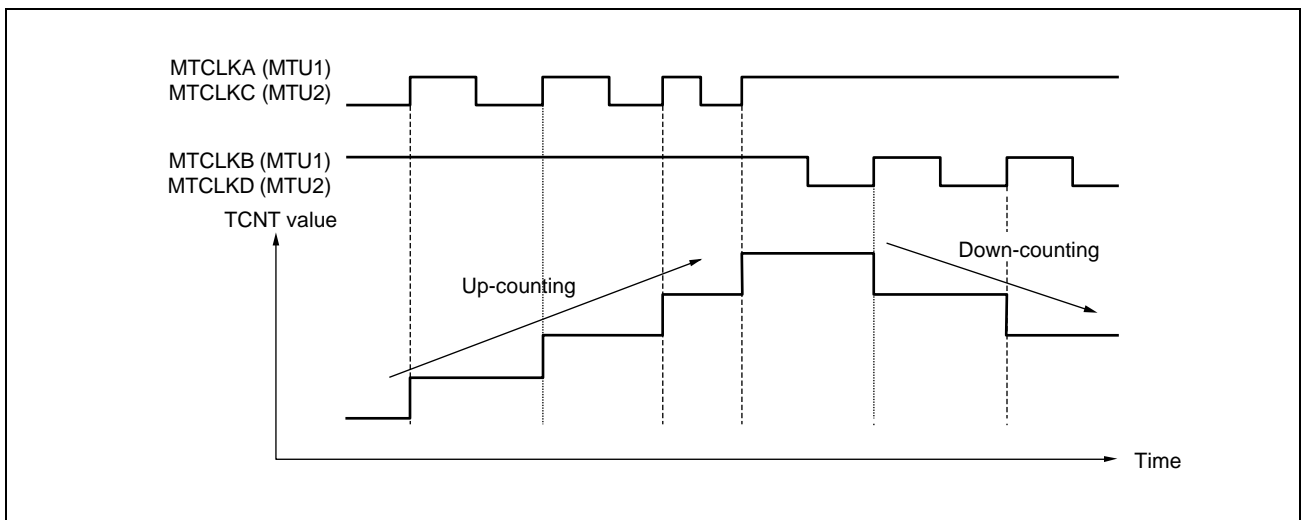 MTCLKA (MTU1)
MTCLKC (MTU2)
MTCLKB (MTU1)
MTCLKD (MTU2)
TCNT value
Up-counting
Down-counting
Time